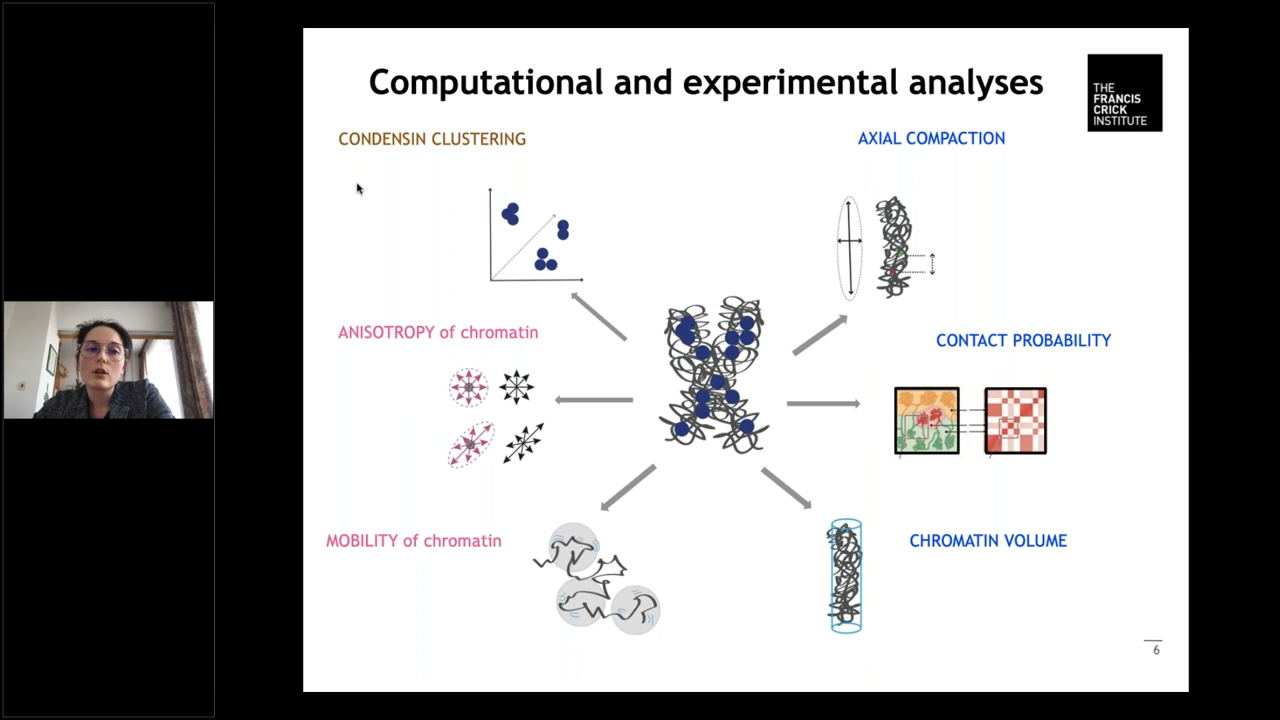 Computational and experimental analyses
THE
FRANCIS
CRICK
INSTITUTE
CONDENSIN CLUSTERING
AXIAL COMPACTION
ANISOTROPY of chromatin
CONTACT PROBABILITY
MOBILITY of chromatin
CHROMATIN VOLUME
6